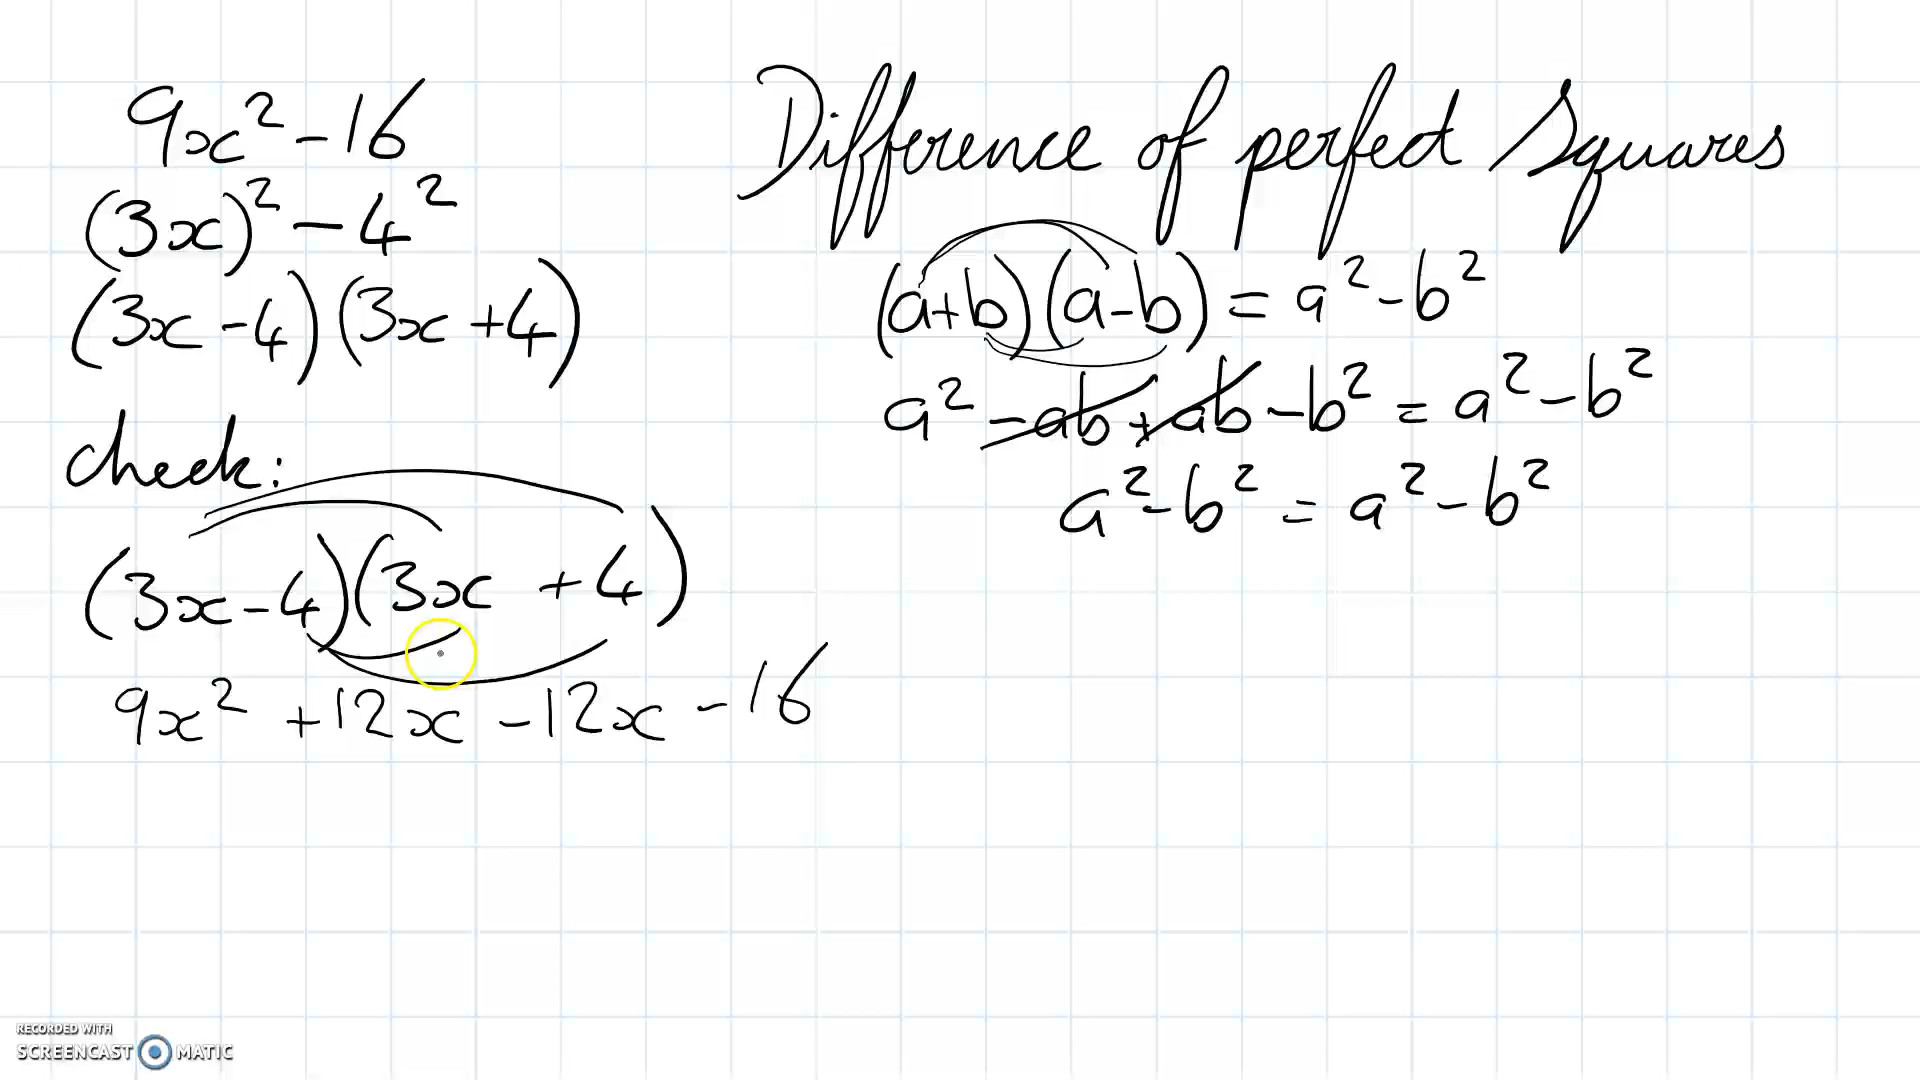 9x² - 16
(3x)² - 4²
(3x - 4)(3x + 4)
check:
(3x - 4)(3x + 4)
9x² + 12x - 12x - 16
Difference of perfect Squares
(a+b)(a-b) = a² - b²
a² - ab + ab - b² = a² - b²
a² - b² = a² - b²
RECORDED WITH
SCREENCAST MATIC